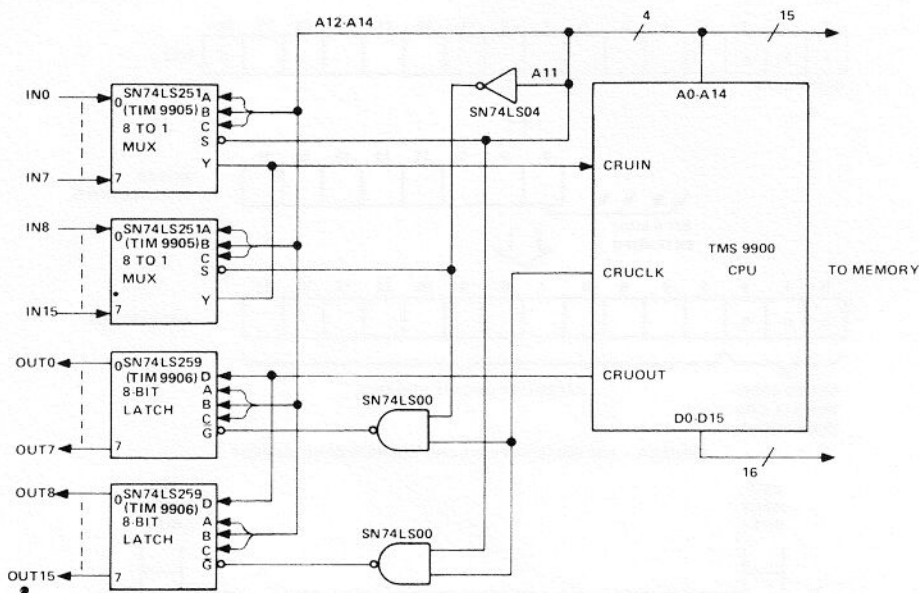 A12-A14
4
15
A11
SN74LS04
A0-A14
IN0
IN7
0
SN74LS251
(TIM 9905)
8 TO 1
MUX
7
A
B
C
S
Y
CRUIN
IN8
IN15
0
SN74LS251
(TIM 9905)
8 TO 1
MUX
7
A
B
C
S
Y
TMS 9900
CPU
CRUCLK
TO MEMORY
OUT0
OUT7
0
SN74LS259
(TIM 9906)
8-BIT
LATCH
7
D
A
B
C
G̅
SN74LS00
CRUOUT
D0-D15
16
OUT8
OUT15
0
SN74LS259
(TIM 9906)
8-BIT
LATCH
7
D
A
B
C
G̅
SN74LS00